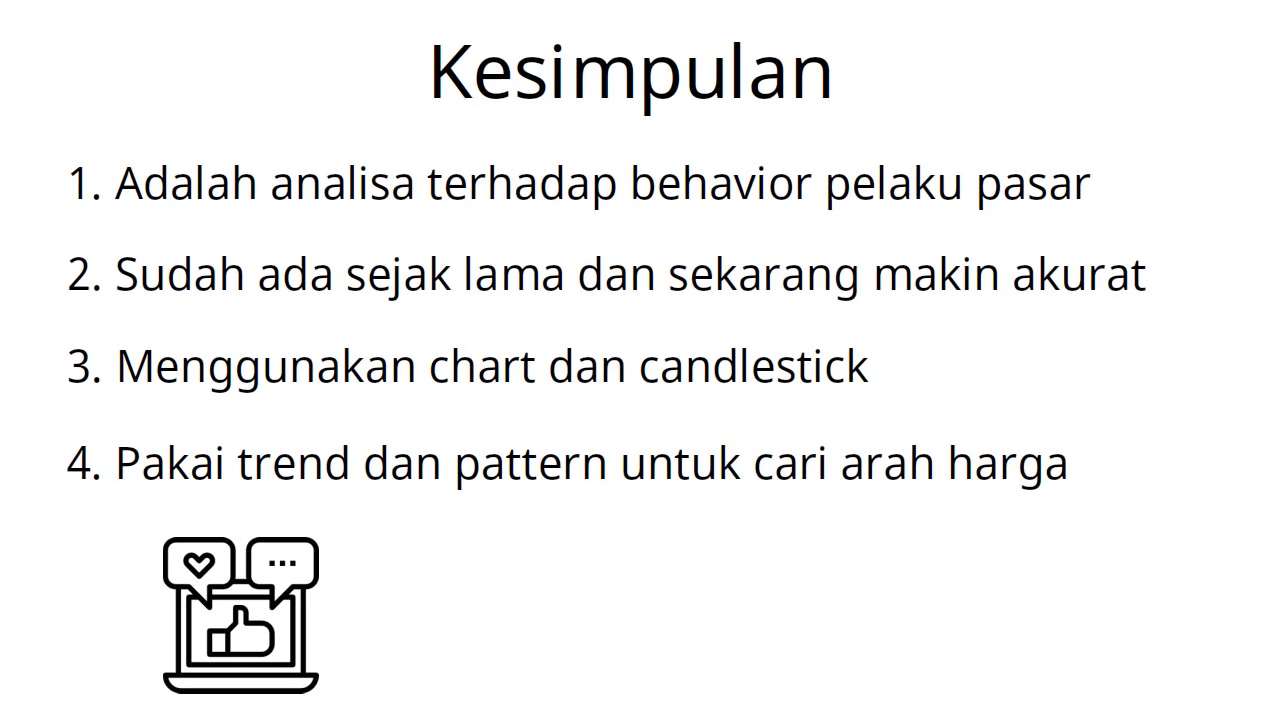 Kesimpulan
1. Adalah analisa terhadap behavior pelaku pasar
2. Sudah ada sejak lama dan sekarang makin akurat
3. Menggunakan chart dan candlestick
4. Pakai trend dan pattern untuk cari arah harga